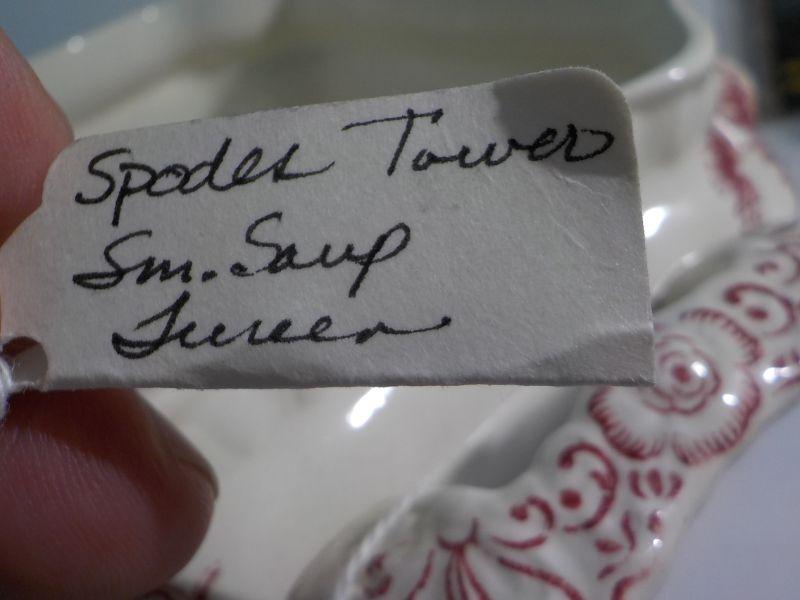 Spodes Tower
Sm. Soup
Tureen